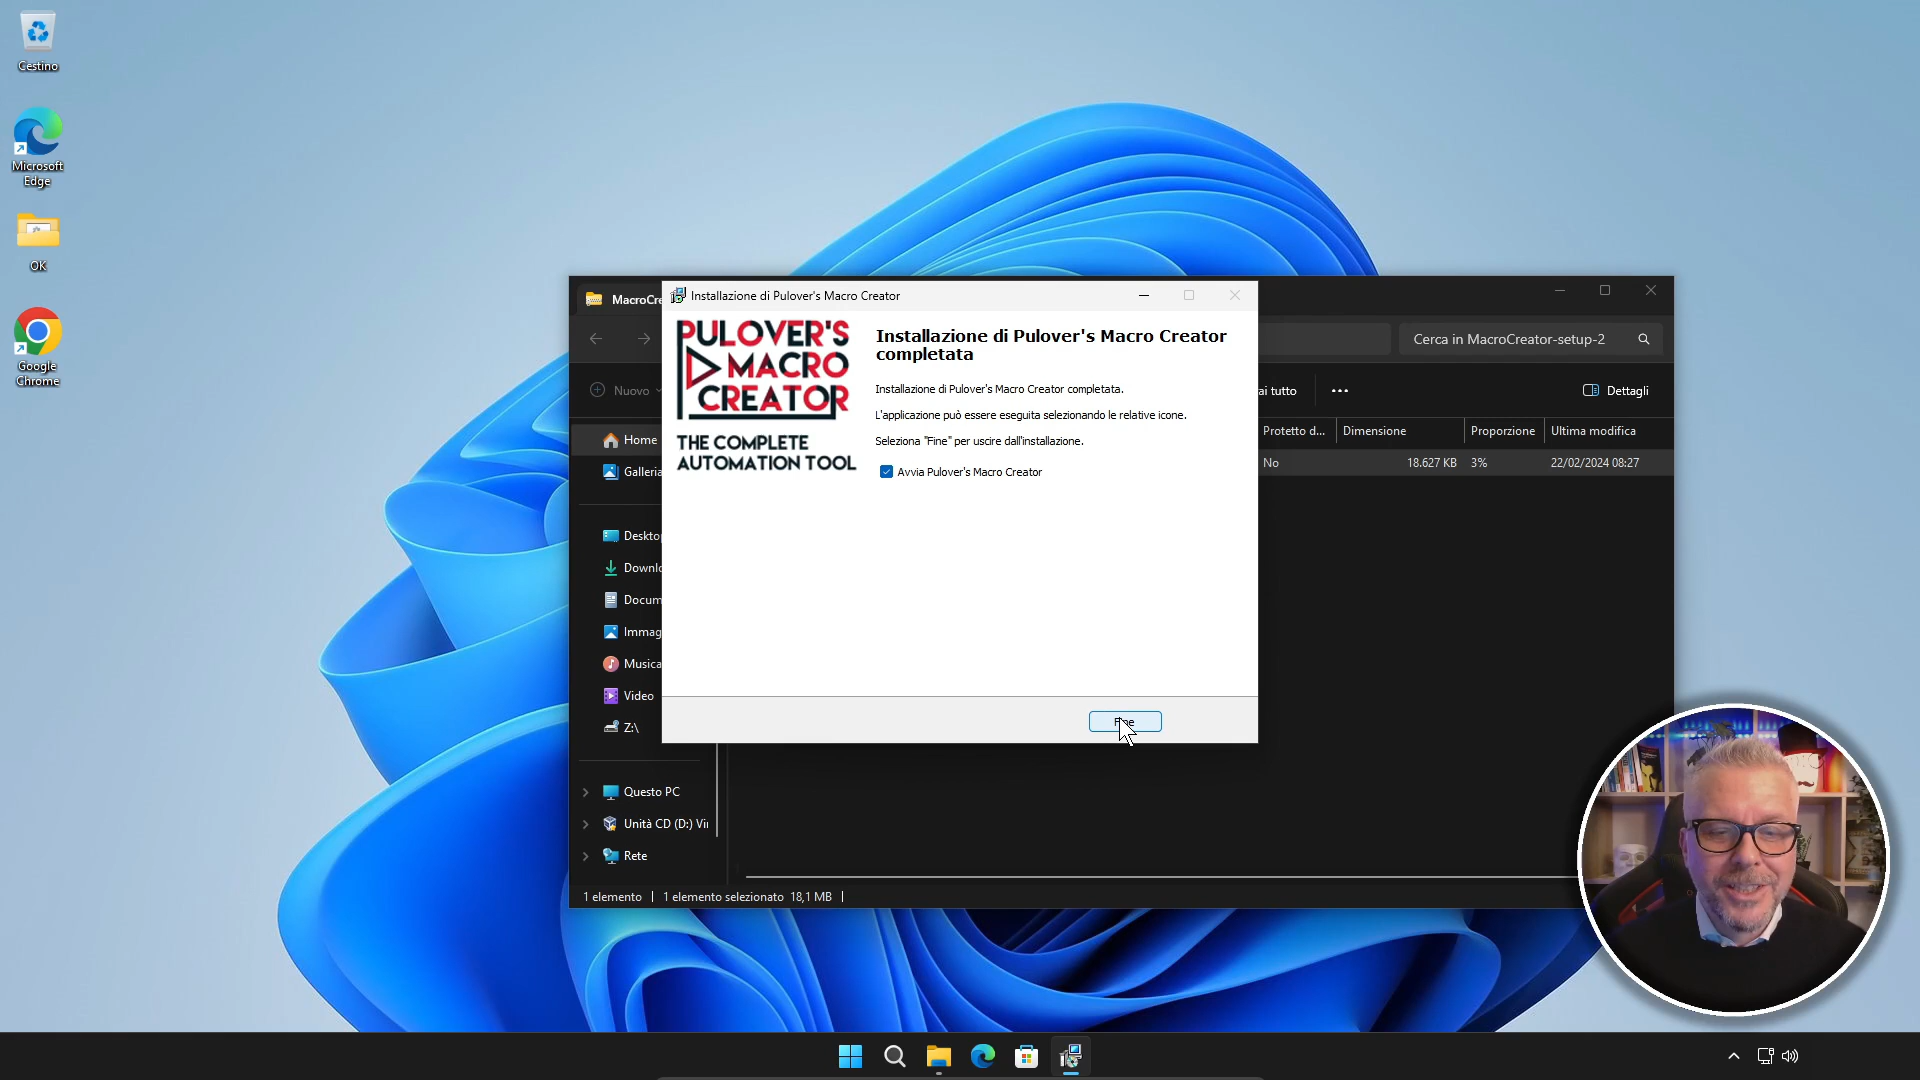 Cestino
Microsoft
Edge
OK
Google
Chrome
MacroCre
Installazione di Pulover's Macro Creator
PULOVER'S
MACRO
CREATOR
THE COMPLETE
AUTOMATION TOOL
Installazione di Pulover's Macro Creator
completata
Installazione di Pulover's Macro Creator completata.
L'applicazione può essere eseguita selezionando le relative icone.
Seleziona "Fine" per uscire dall'installazione.
Avvia Pulover's Macro Creator
Cerca in MacroCreator-setup-2
Nuovo
ai tutto
Dettagli
Protetto d...
Dimensione
Proporzione
Ultima modifica
No
18.627 KB
3%
22/02/2024 08:27
Home
Galleria
Deskto
Downlo
Docum
Immag
Musica
Video
Z:\
Questo PC
Unità CD (D:) Vi
Rete
1 elemento
1 elemento selezionato 18,1 MB